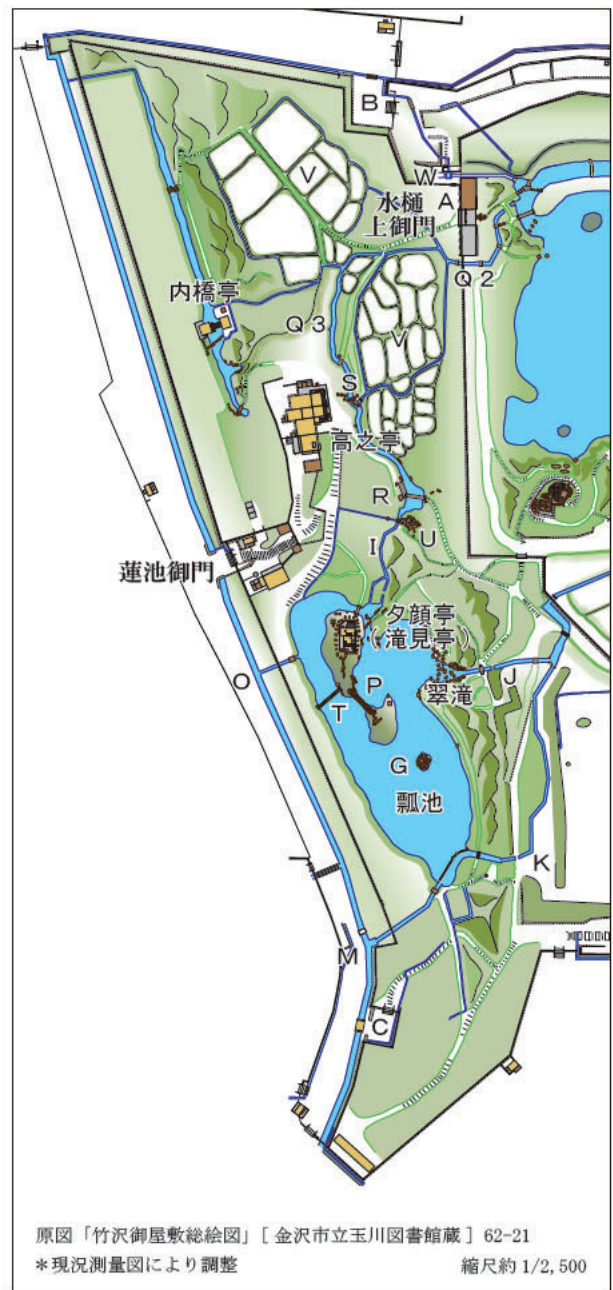 B
W
A
V
水樋
上御門
Q2
内橋亭
Q3
V
S
高之亭
R
U
I
蓮池御門
夕顔亭
(滝見亭)
O
P
翠滝
J
T
G
瓢池
K
M
C
原図「竹沢御屋敷総絵図」[金沢市立玉川図書館蔵] 62-21
*現況測量図により調整
縮尺約 1/2,500